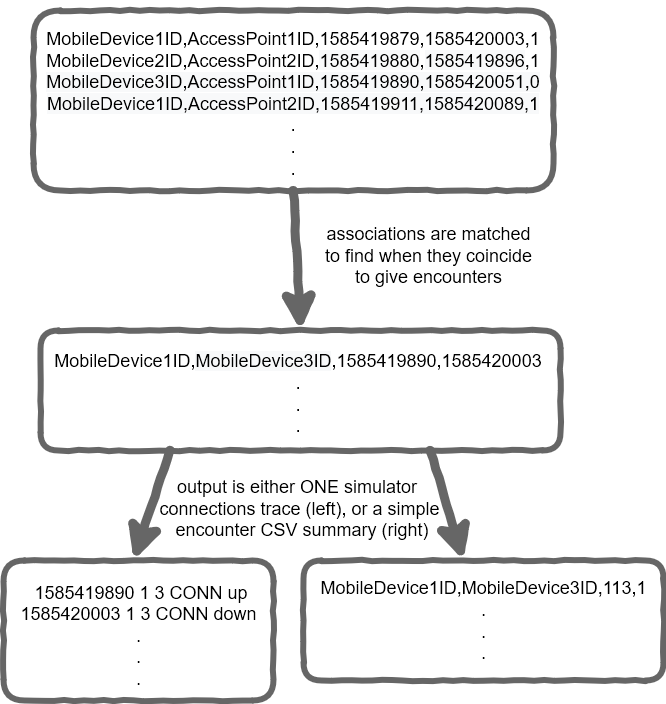 MobileDevice1ID,AccessPoint1ID,1585419879,1585420003,1
MobileDevice2ID,AccessPoint2ID,1585419880,1585419896,1
MobileDevice3ID,AccessPoint1ID,1585419890,1585420051,0
MobileDevice1ID,AccessPoint2ID,1585419911,1585420089,1
.
.
.
associations are matched
to find when they coincide
to give encounters
MobileDevice1ID,MobileDevice3ID,1585419890,1585420003
.
.
.
output is either ONE simulator
connections trace (left), or a simple
encounter CSV summary (right)
1585419890 1 3 CONN up
1585420003 1 3 CONN down
.
.
.
MobileDevice1ID,MobileDevice3ID,113,1
.
.
.